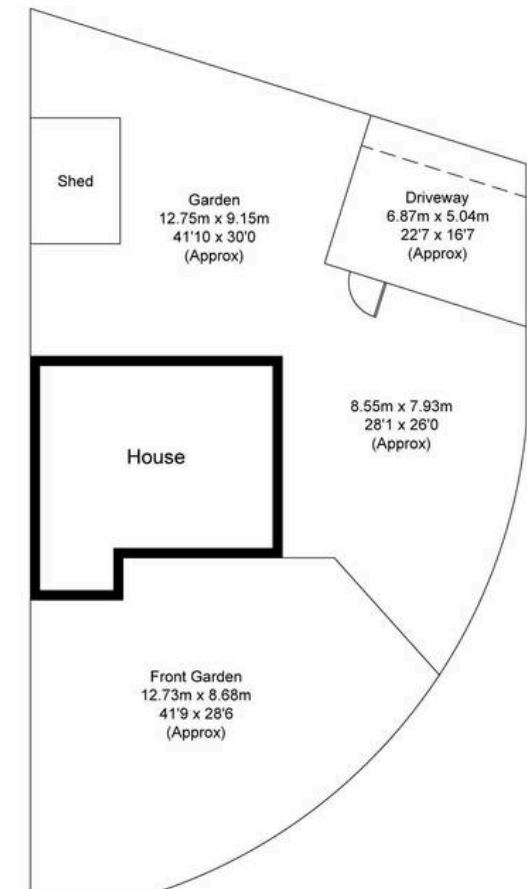 Shed
Garden
12.75m x 9.15m
41'10 x 30'0
(Approx)
Driveway
6.87m x 5.04m
22'7 x 16'7
(Approx)
8.55m x 7.93m
28'1 x 26'0
(Approx)
House
Front Garden
12.73m x 8.68m
41'9 x 28'6
(Approx)